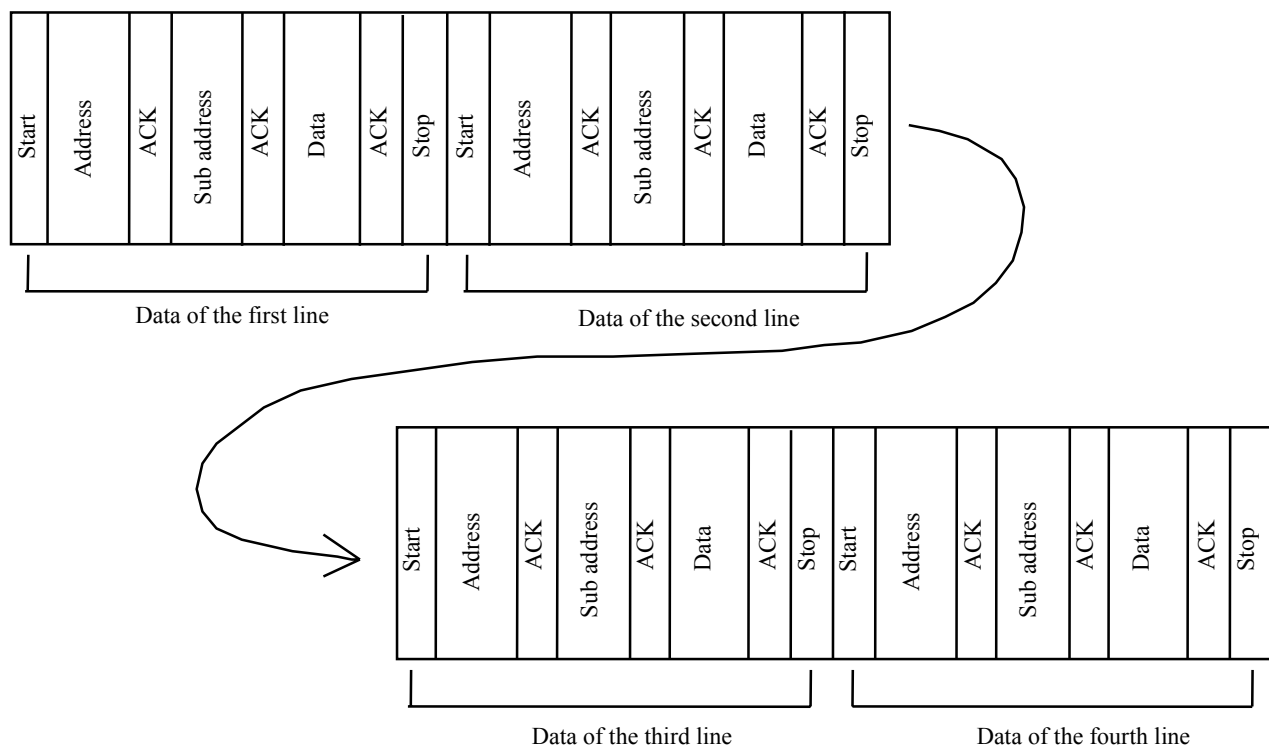 Start
Address
ACK
Sub address
ACK
Data
ACK
Stop
Start
Address
ACK
Sub address
ACK
Data
ACK
Stop
Data of the first line
Data of the second line
Start
Address
ACK
Sub address
ACK
Data
ACK
Stop
Start
Address
ACK
Sub address
ACK
Data
ACK
Stop
Data of the third line
Data of the fourth line